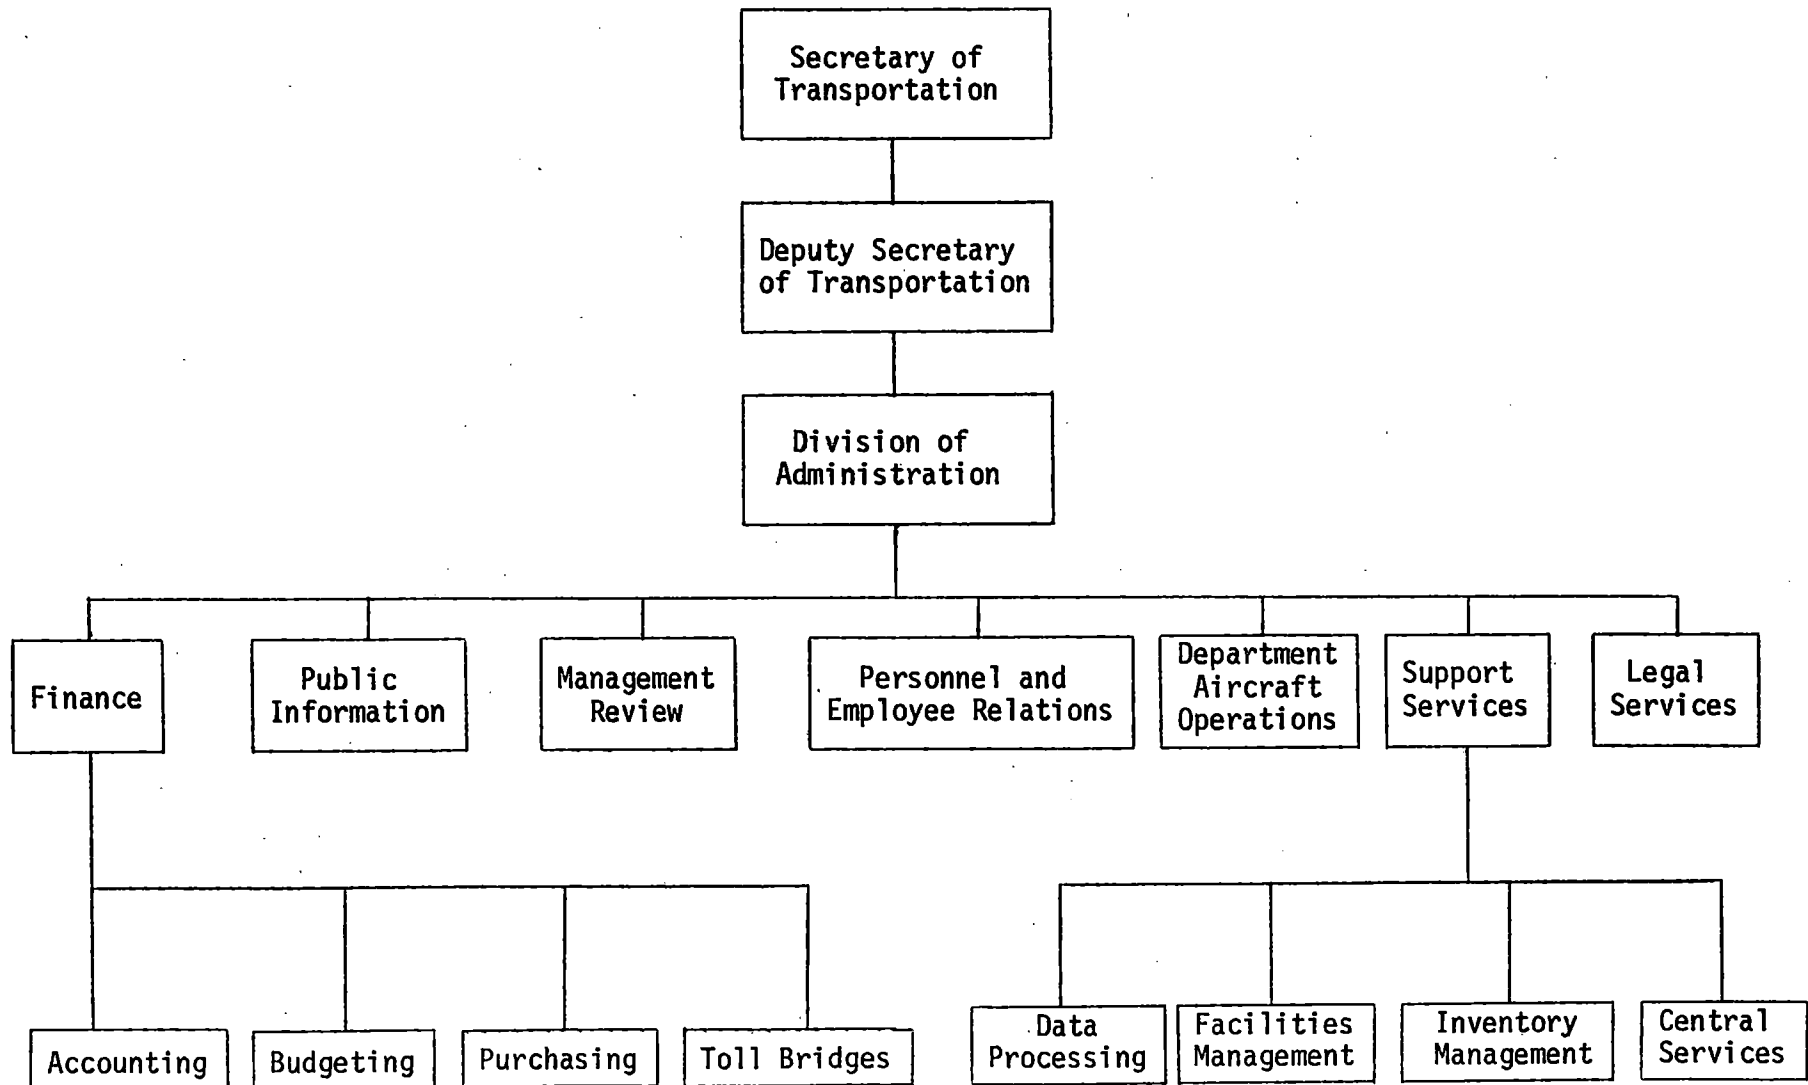 Secretary of
Transportation
Deputy Secretary
of Transportation
Division of
Administration
Finance
Public
Information
Management
Review
Personnel and
Employee Relations
Department
Aircraft
Operations
Support
Services
Legal
Services
Accounting
Budgeting
Purchasing
Toll Bridges
Data
Processing
Facilities
Management
Inventory
Management
Central
Services